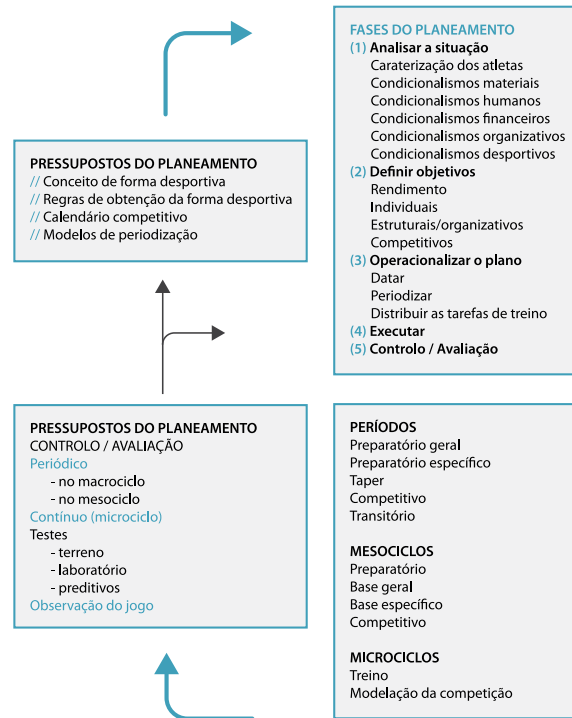 FASES DO PLANEAMENTO
(1) Analisar a situação
Caraterização dos atletas
Condicionalismos materiais
Condicionalismos humanos
Condicionalismos financeiros
Condicionalismos organizativos
Condicionalismos desportivos
(2) Definir objetivos
Rendimento
Individuais
Estruturais/organizativos
Competitivos
(3) Operacionalizar o plano
Datar
Periodizar
Distribuir as tarefas de treino
(4) Executar
(5) Controlo / Avaliação
PRESSUPOSTOS DO PLANEAMENTO
// Conceito de forma desportiva
// Regras de obtenção da forma desportiva
// Calendário competitivo
// Modelos de periodização
PRESSUPOSTOS DO PLANEAMENTO
CONTROLO / AVALIAÇÃO
Periódico
- no macrociclo
- no mesociclo
Contínuo (microciclo)
Testes
- terreno
- laboratório
- preditivos
Observação do jogo
PERÍODOS
Preparatório geral
Preparatório específico
Taper
Competitivo
Transitório
MESOCICLOS
Preparatório
Base geral
Base específico
Competitivo
MICROCICLOS
Treino
Modelação da competição